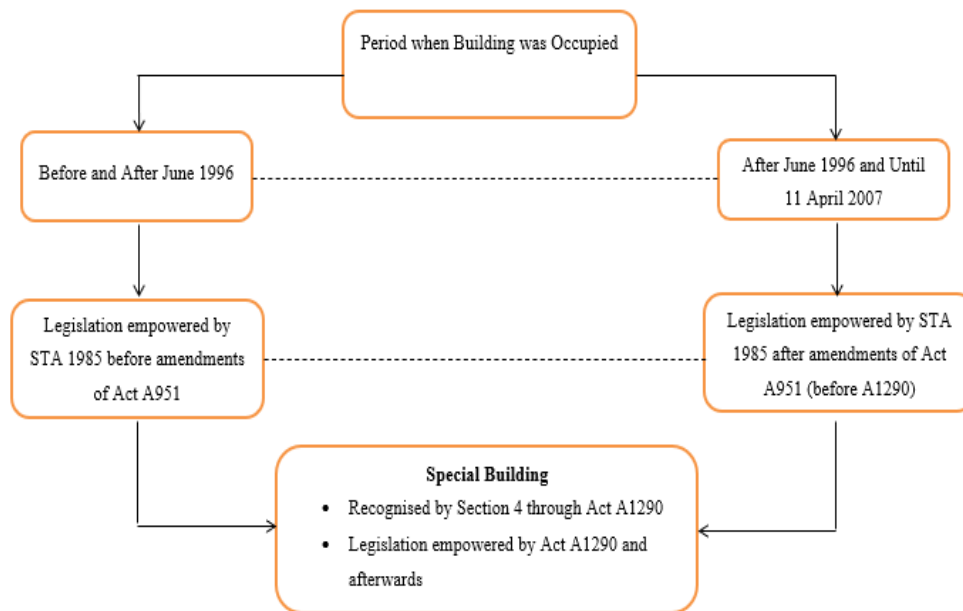 Period when Building was Occupied
Before and After June 1996
After June 1996 and Until
11 April 2007
Legislation empowered by
STA 1985 before amendments
of Act A951
Legislation empowered by STA
1985 after amendments of Act
A951 (before A1290)
Special Building
• Recognised by Section 4 through Act A1290
• Legislation empowered by Act A1290 and
afterwards